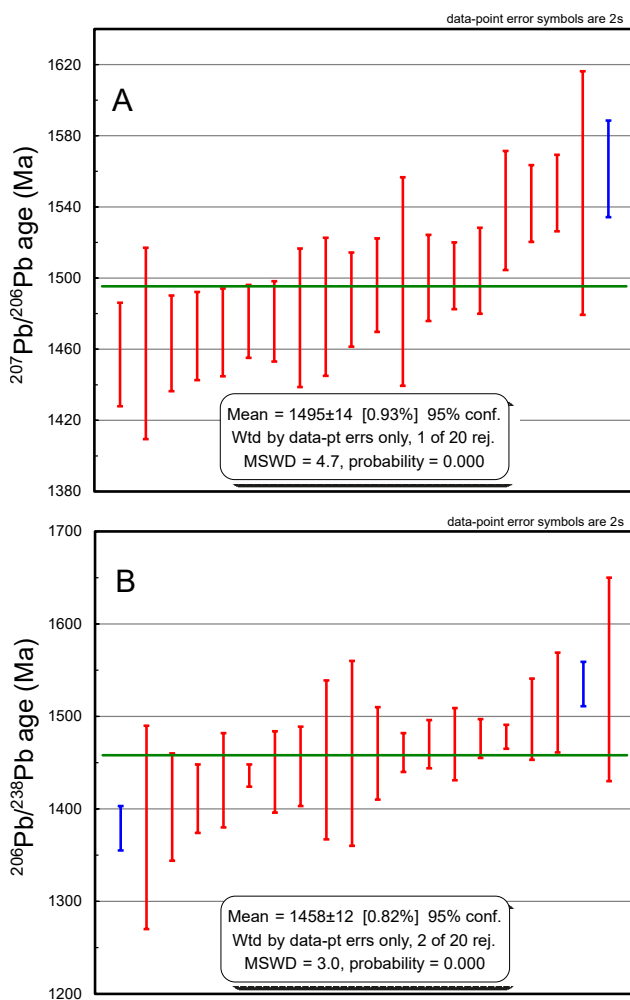 data-point error symbols are 2s
1620
A
1580
1540
1500
1460
1420
1380
²⁰⁷Pb/²⁰⁶Pb age (Ma)
Mean = 1495±14 [0.93%] 95% conf.
Wtd by data-pt errs only, 1 of 20 rej.
MSWD = 4.7, probability = 0.000
data-point error symbols are 2s
1700
B
1600
1500
1400
1300
1200
²⁰⁶Pb/²³⁸Pb age (Ma)
Mean = 1458±12 [0.82%] 95% conf.
Wtd by data-pt errs only, 2 of 20 rej.
MSWD = 3.0, probability = 0.000